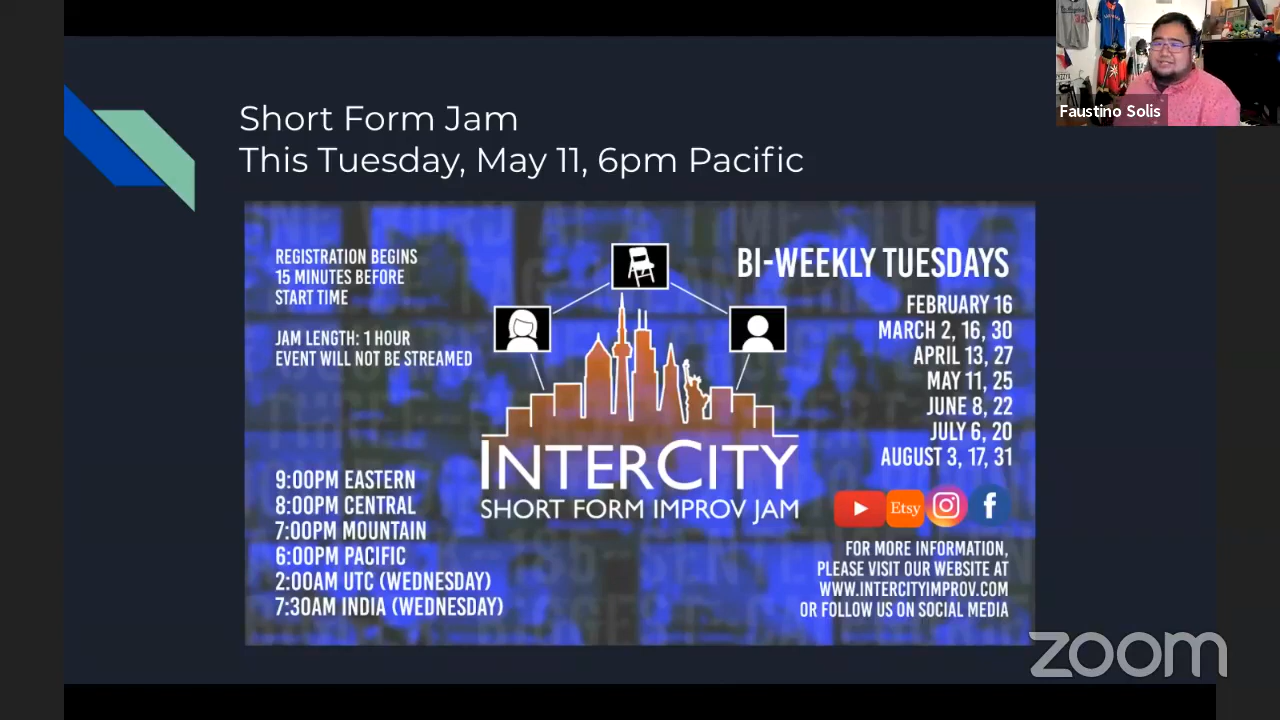 Short Form Jam
This Tuesday, May 11, 6pm Pacific
Faustino Solis
REGISTRATION BEGINS
15 MINUTES BEFORE
START TIME
JAM LENGTH: 1 HOUR
EVENT WILL NOT BE STREAMED
BI-WEEKLY TUESDAYS
FEBRUARY 16
MARCH 2, 16, 30
APRIL 13, 27
MAY 11, 25
JUNE 8, 22
JULY 6, 20
AUGUST 3, 17, 31
INTERCITY
SHORT FORM IMPROV JAM
9:00PM EASTERN
8:00PM CENTRAL
7:00PM MOUNTAIN
6:00PM PACIFIC
2:00AM UTC (WEDNESDAY)
7:30AM INDIA (WEDNESDAY)
Etsy
FOR MORE INFORMATION,
PLEASE VISIT OUR WEBSITE AT
WWW.INTERCITYIMPROV.COM
OR FOLLOW US ON SOCIAL MEDIA
zoom